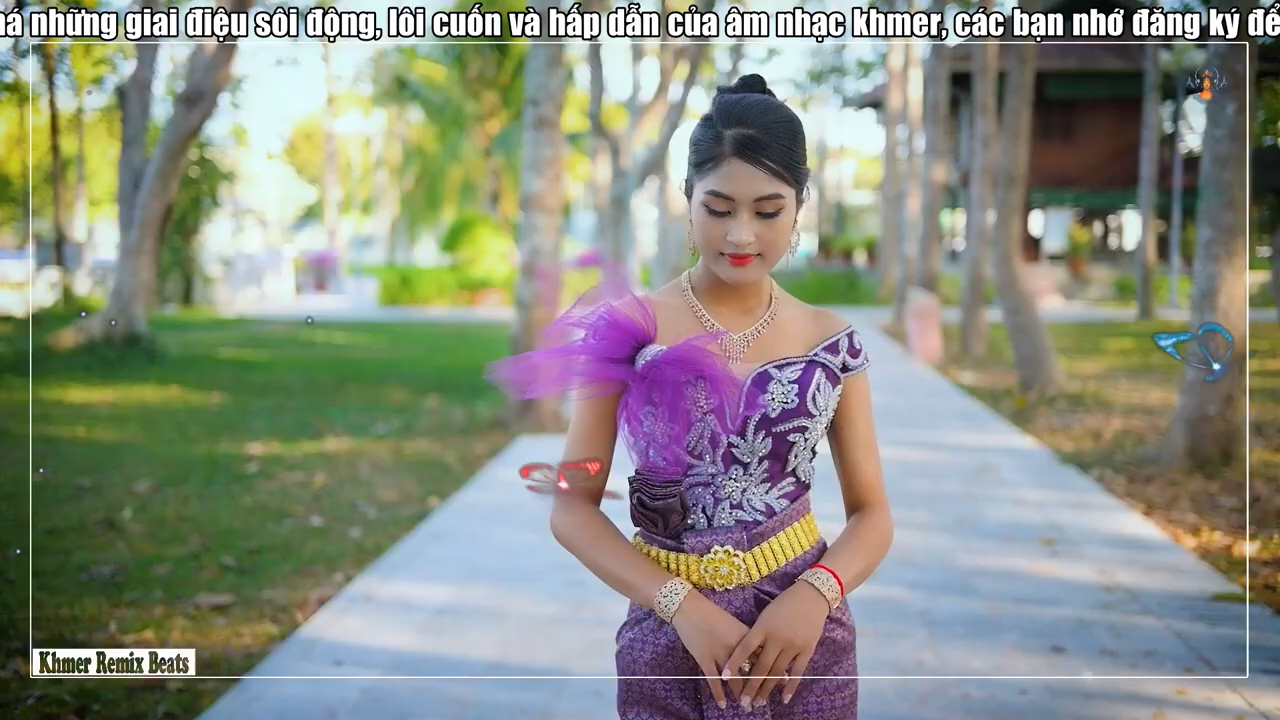 những giai điệu sôi động, lôi cuốn và hấp dẫn của âm nhạc khmer, các bạn nhớ đăng ký để
Khmer Remix Beats